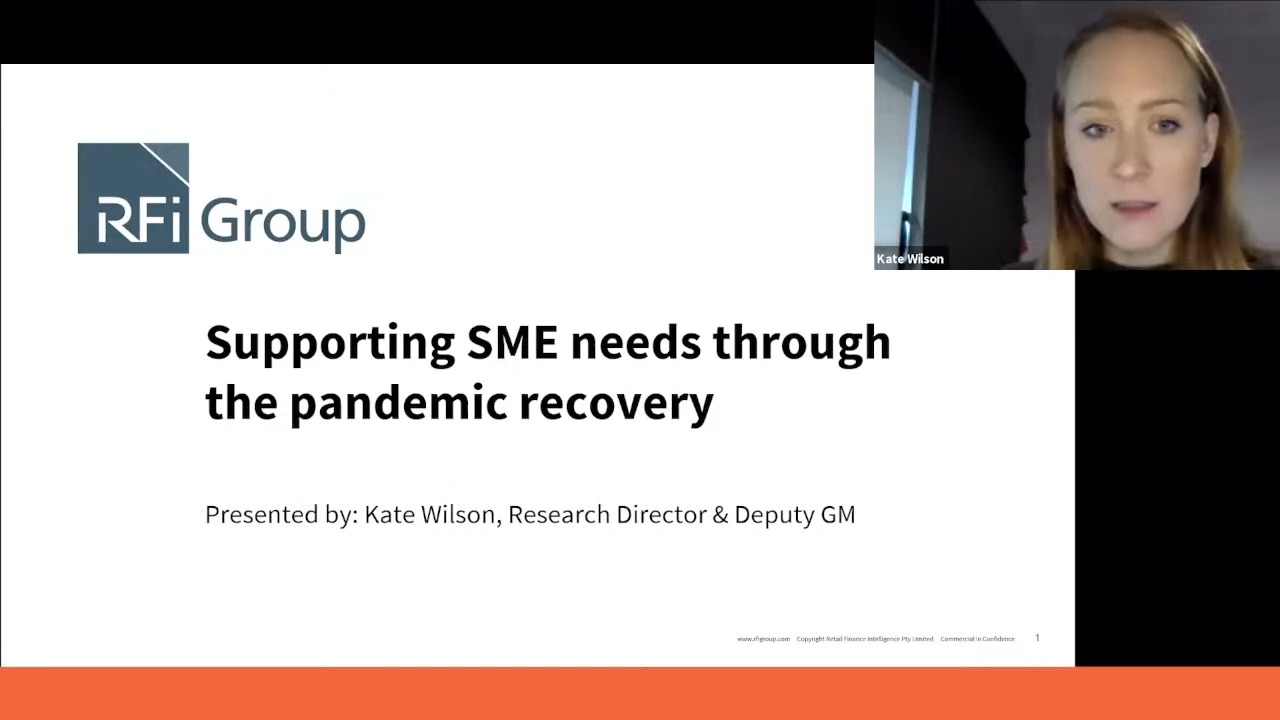 RFi Group
Kate Wilson
Supporting SME needs through
the pandemic recovery
Presented by: Kate Wilson, Research Director & Deputy GM
www.rfigroup.com Copyright Retail Finance Intelligence Pty Limited Commercial in Confidence 1